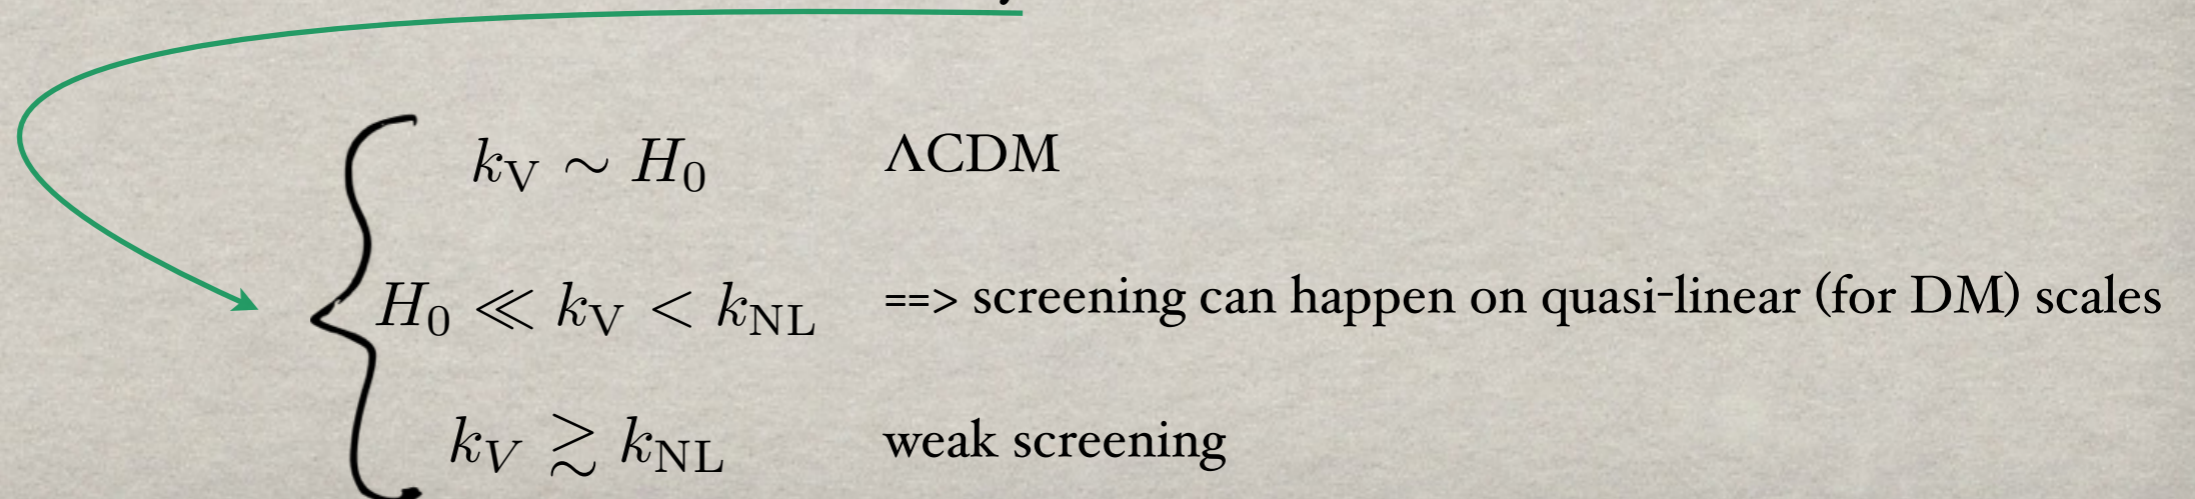 k_V ~ H_0 ΛCDM
H_0 ≪ k_V < k_NL ==> screening can happen on quasi-linear (for DM) scales
k_V ≳ k_NL weak screening